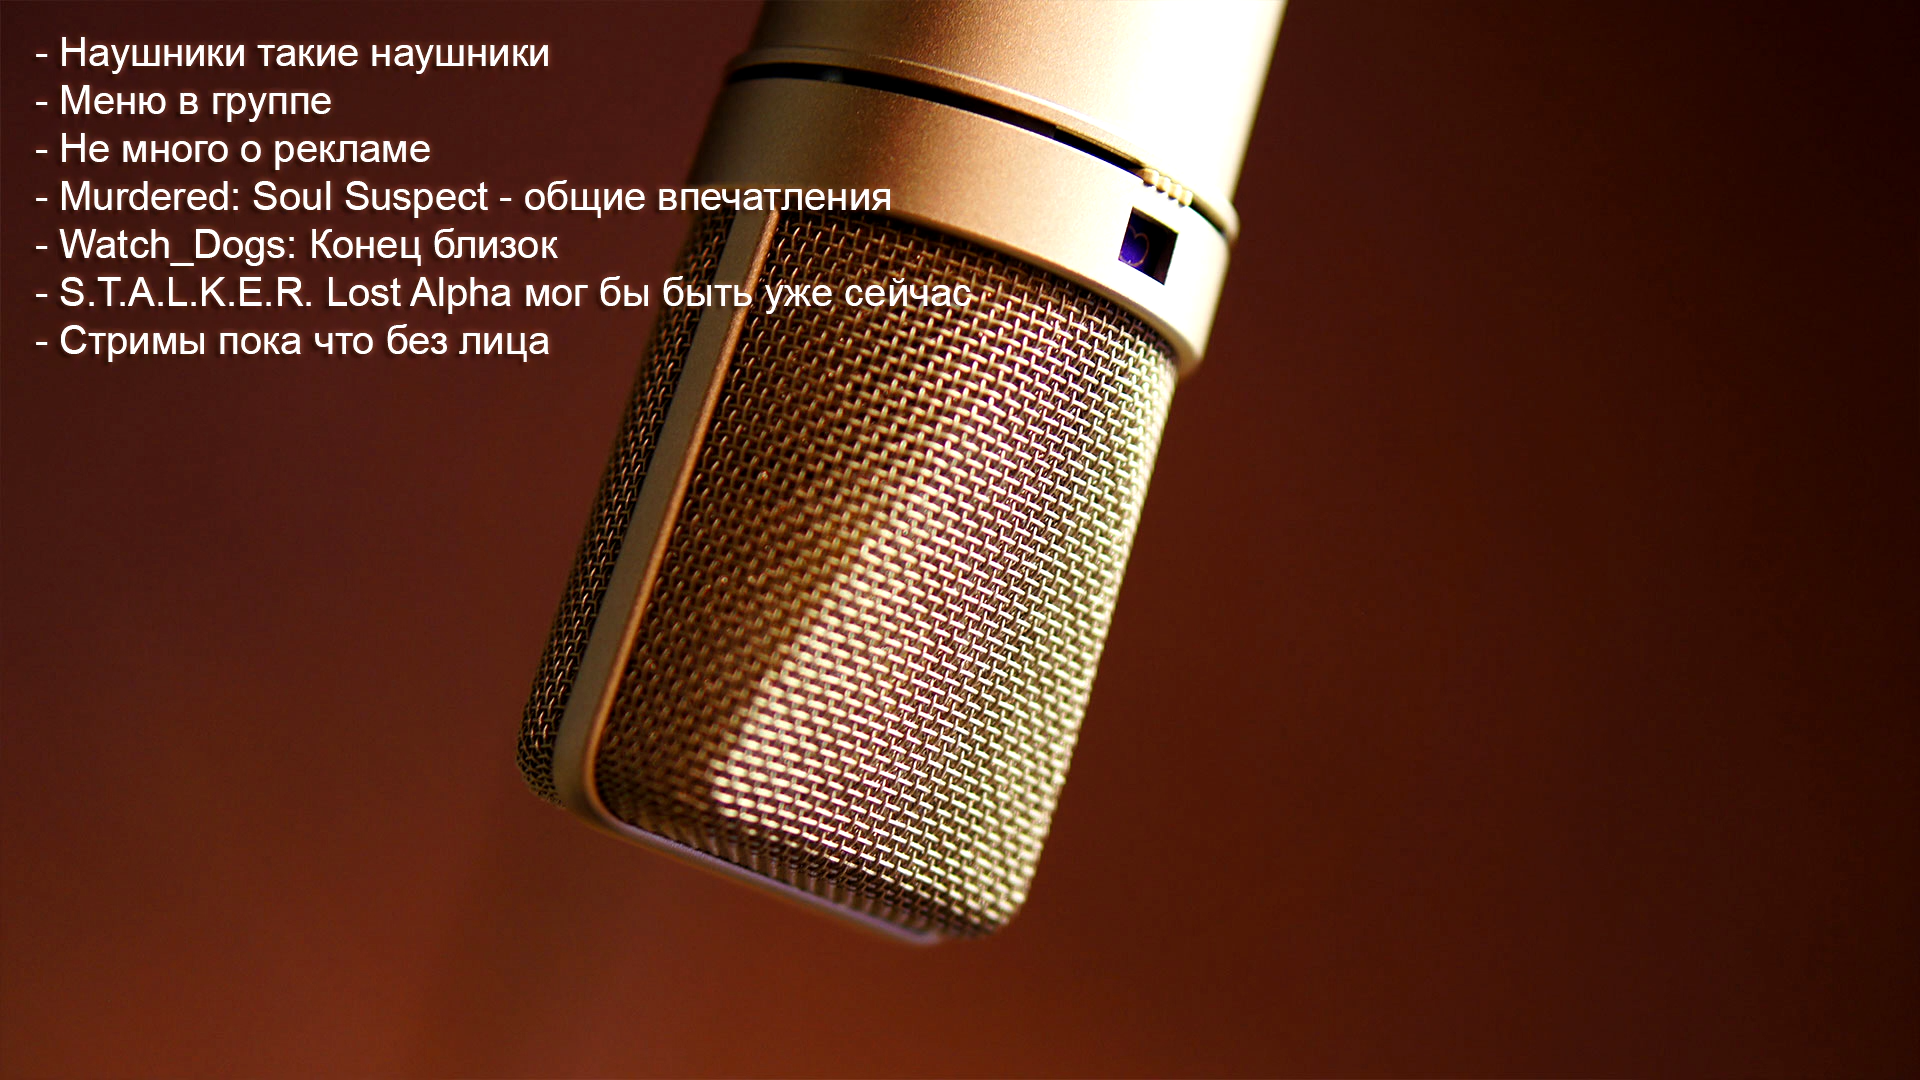 - Наушники такие наушники
- Меню в группе
- Не много о рекламе
- Murdered: Soul Suspect - общие впечатления
- Watch_Dogs: Конец близок
- S.T.A.L.K.E.R. Lost Alpha мог бы быть уже сейчас
- Стримы пока что без лица